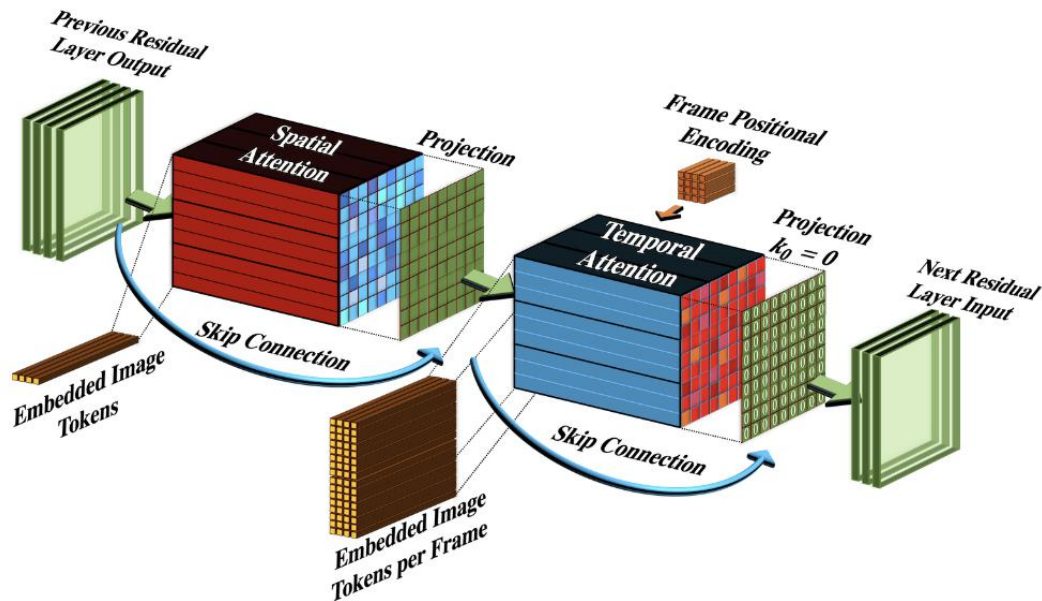 Previous Residual
Layer Output
Spatial
Attention
Projection
Frame Positional
Encoding
Temporal
Attention
Projection
k₀ = 0
Next Residual
Layer Input
Skip Connection
Embedded Image
Tokens
Skip Connection
Embedded Image
Tokens per Frame